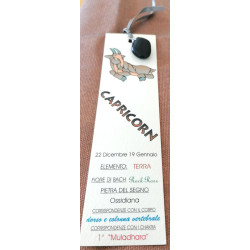 CAPRICORN
22 Dicembre 19 Gennaio
ELEMENTO: TERRA
FIORE DI BACH Rock Rose
PIETRA DEL SEGNO
Ossidiana
CORRISPONDENZE CON IL CORPO
dorso e colonna vertebrale
CORRISPONDENZE CON I CHAKRA
1° "Muladhara"